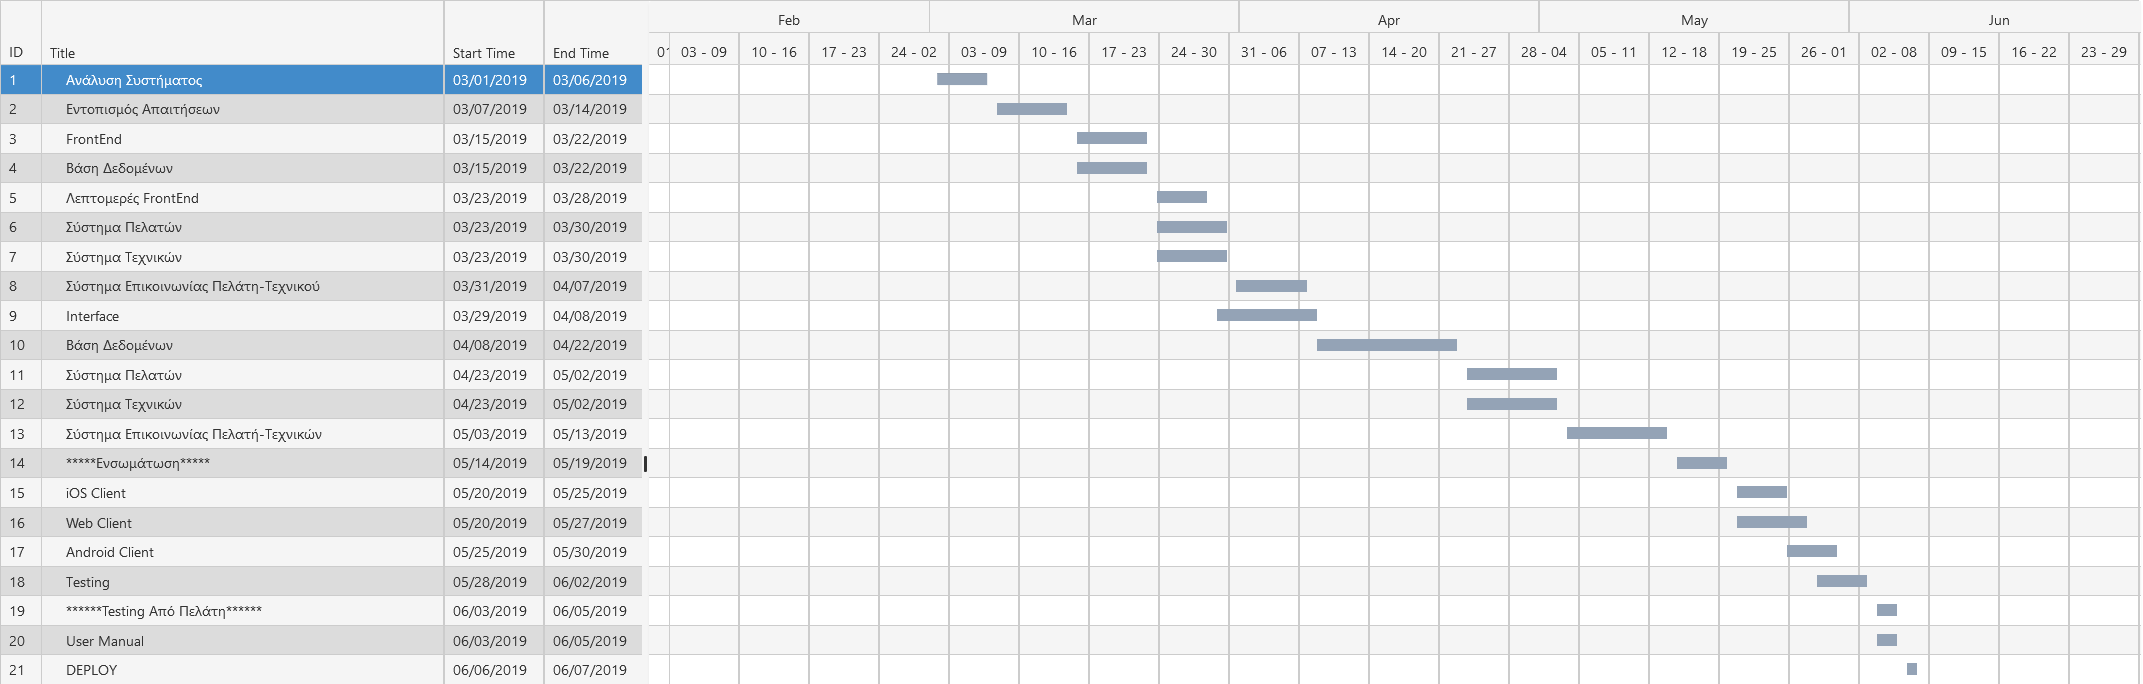 Feb Mar Apr May Jun
ID Title Start Time End Time 01 03 - 09 10 - 16 17 - 23 24 - 02 03 - 09 10 - 16 17 - 23 24 - 30 31 - 06 07 - 13 14 - 20 21 - 27 28 - 04 05 - 11 12 - 18 19 - 25 26 - 01 02 - 08 09 - 15 16 - 22 23 - 29
1 Ανάλυση Συστήματος 03/01/2019 03/06/2019
2 Εντοπισμός Απαιτήσεων 03/07/2019 03/14/2019
3 FrontEnd 03/15/2019 03/22/2019
4 Βάση Δεδομένων 03/15/2019 03/22/2019
5 Λεπτομερές FrontEnd 03/23/2019 03/28/2019
6 Σύστημα Πελατών 03/23/2019 03/30/2019
7 Σύστημα Τεχνικών 03/23/2019 03/30/2019
8 Σύστημα Επικοινωνίας Πελάτη-Τεχνικού 03/31/2019 04/07/2019
9 Interface 03/29/2019 04/08/2019
10 Βάση Δεδομένων 04/08/2019 04/22/2019
11 Σύστημα Πελατών 04/23/2019 05/02/2019
12 Σύστημα Τεχνικών 04/23/2019 05/02/2019
13 Σύστημα Επικοινωνίας Πελατή-Τεχνικών 05/03/2019 05/13/2019
14 *****Ενσωμάτωση***** 05/14/2019 05/19/2019
15 iOS Client 05/20/2019 05/25/2019
16 Web Client 05/20/2019 05/27/2019
17 Android Client 05/25/2019 05/30/2019
18 Testing 05/28/2019 06/02/2019
19 ******Testing Από Πελάτη****** 06/03/2019 06/05/2019
20 User Manual 06/03/2019 06/05/2019
21 DEPLOY 06/06/2019 06/07/2019